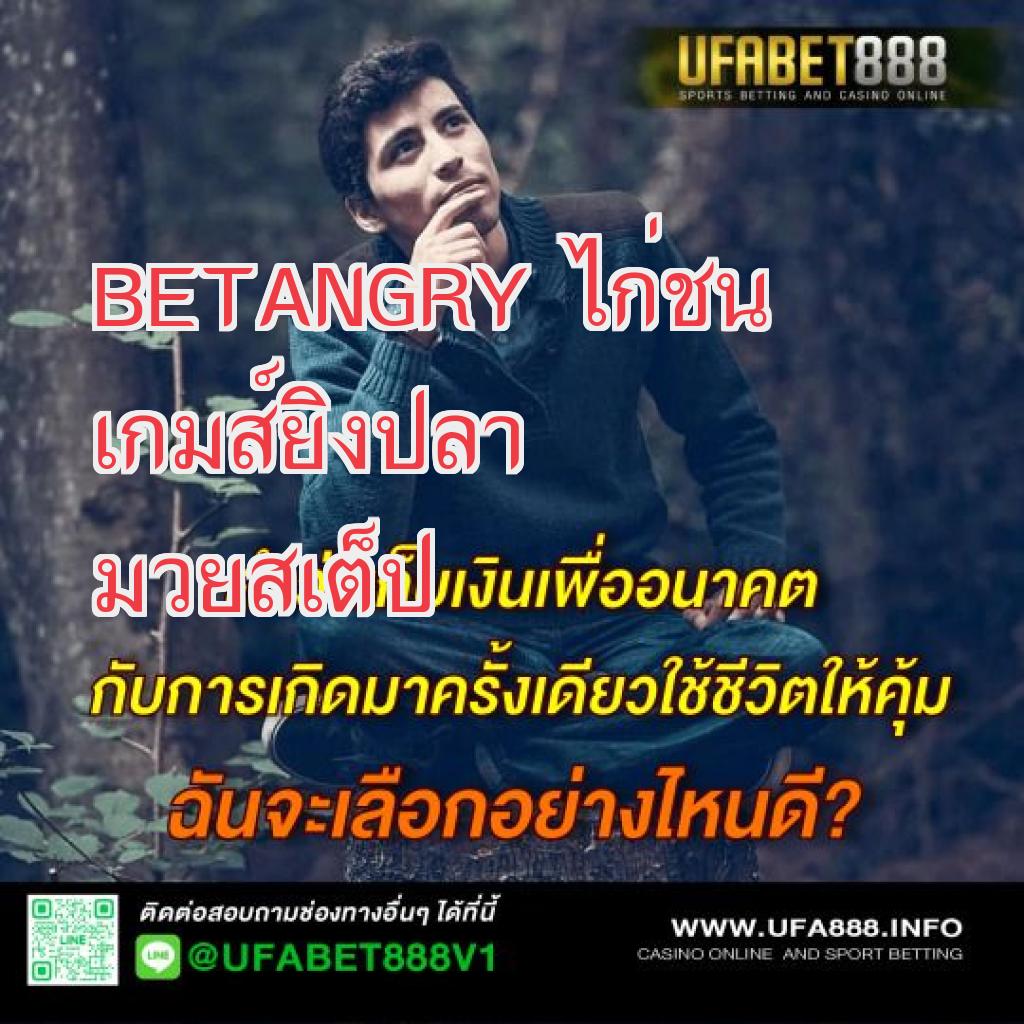 UFABET888
SPORTS BETTING AND CASINO ONLINE
BETANGRY ไก่ชน
เกมส์ยิงปลา
มวยสเต็ป
เงินเพื่ออนาคต
กับการเกิดมาครั้งเดียวใช้ชีวิตให้คุ้ม
ฉันจะเลือกอย่างไหนดี?
ติดต่อสอบถามช่องทางอื่นๆ ได้ที่นี้
LINE
LINE @UFABET888V1
WWW.UFA888.INFO
CASINO ONLINE AND SPORT BETTING